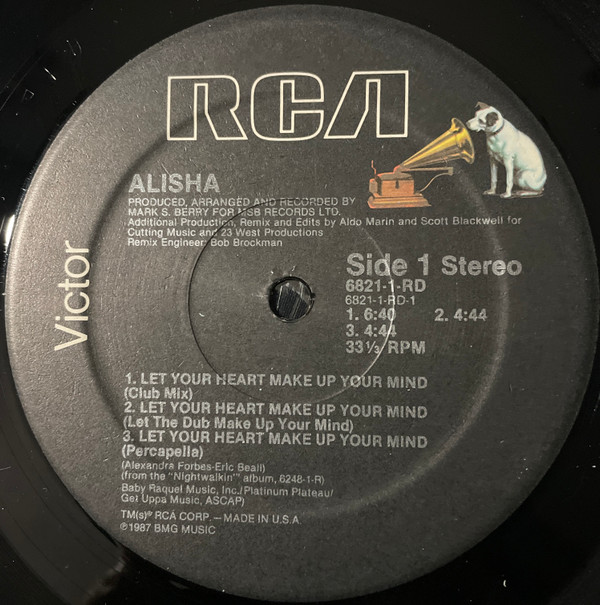 RCA
Victor
ALISHA
PRODUCED, ARRANGED AND RECORDED BY
MARK S. BERRY FOR MSB RECORDS LTD.
Additional Production, Remix and Edits by Aldo Marin and Scott Blackwell for
Cutting Music and 23 West Productions
Remix Engineer: Bob Brockman
Side 1 Stereo
6821-1-RD
6821-1-RD-1
1. 6:40 2. 4:44
3. 4:44
33⅓ RPM
1. LET YOUR HEART MAKE UP YOUR MIND
(Club Mix)
2. LET YOUR HEART MAKE UP YOUR MIND
(Let The Dub Make Up Your Mind)
3. LET YOUR HEART MAKE UP YOUR MIND
(Percapella)
(Alexandra Forbes-Eric Beall)
(from the "Nightwalkin'" album, 6248-1-R)
Baby Raquel Music, Inc./Platinum Plateau/
Get Uppa Music, ASCAP)
TM(s)® RCA CORP. — MADE IN U.S.A.
℗1987 BMG MUSIC